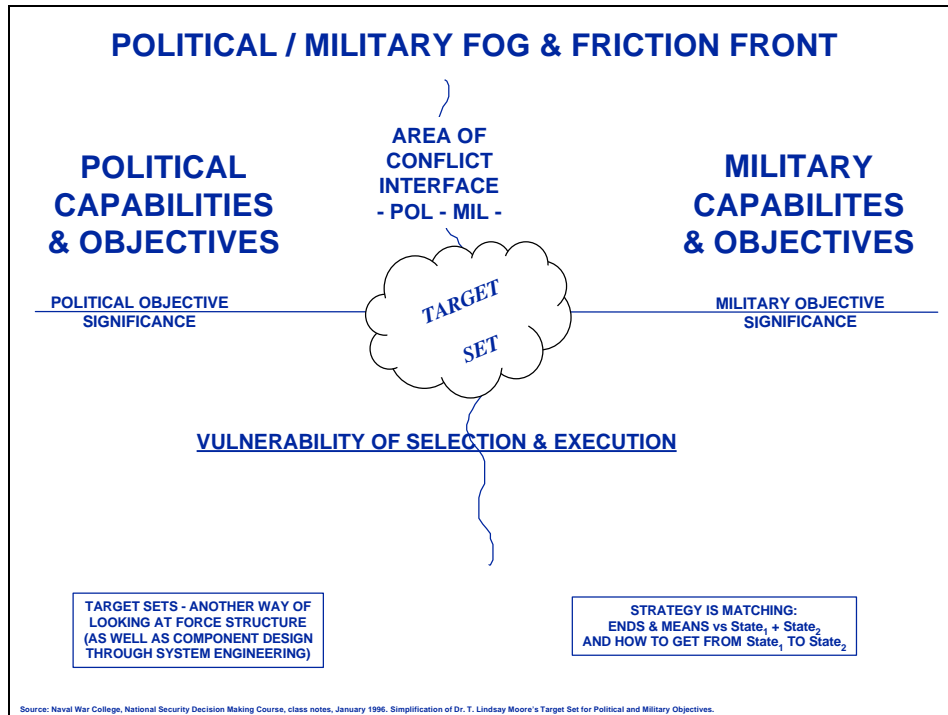 POLITICAL / MILITARY FOG & FRICTION FRONT
AREA OF
CONFLICT
INTERFACE
- POL - MIL -
POLITICAL
CAPABILITIES
& OBJECTIVES
MILITARY
CAPABILITES
& OBJECTIVES
POLITICAL OBJECTIVE
SIGNIFICANCE
TARGET
SET
MILITARY OBJECTIVE
SIGNIFICANCE
VULNERABILITY OF SELECTION & EXECUTION
TARGET SETS - ANOTHER WAY OF
LOOKING AT FORCE STRUCTURE
(AS WELL AS COMPONENT DESIGN
THROUGH SYSTEM ENGINEERING)
STRATEGY IS MATCHING:
ENDS & MEANS vs State₁ + State₂
AND HOW TO GET FROM State₁ TO State₂
Source: Naval War College, National Security Decision Making Course, class notes, January 1996. Simplification of Dr. T. Lindsay Moore's Target Set for Political and Military Objectives.